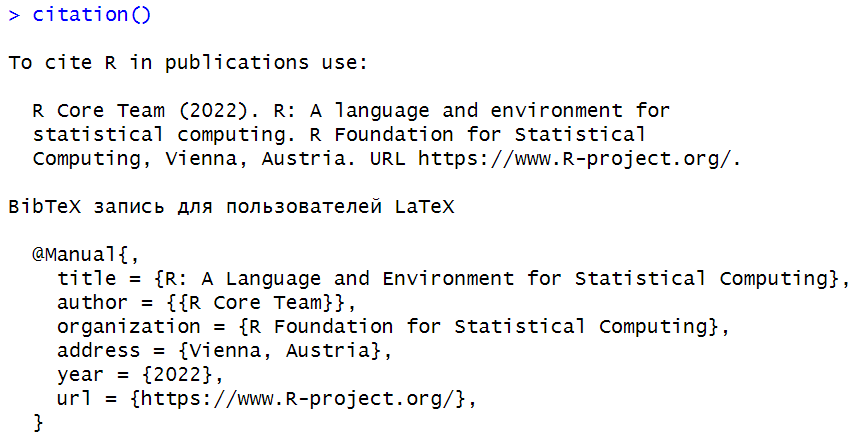 > citation()
To cite R in publications use:
R Core Team (2022). R: A language and environment for
statistical computing. R Foundation for Statistical
Computing, Vienna, Austria. URL https://www.R-project.org/.
BibTeX запись для пользователей LaTeX
@Manual{,
title = {R: A Language and Environment for Statistical Computing},
author = {{R Core Team}},
organization = {R Foundation for Statistical Computing},
address = {Vienna, Austria},
year = {2022},
url = {https://www.R-project.org/},
}